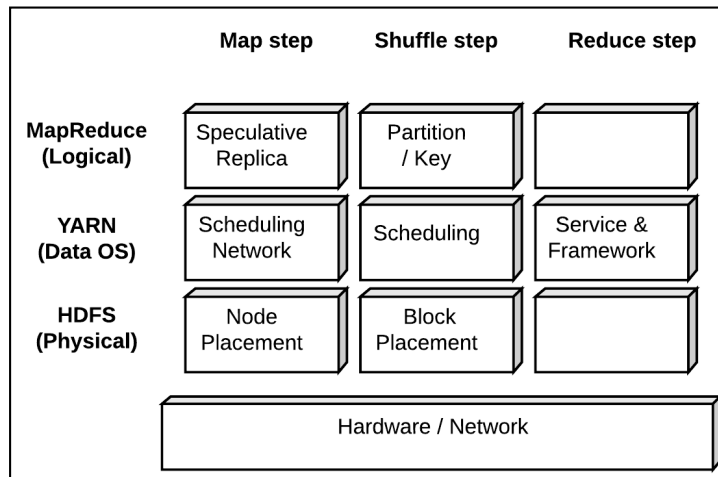 Map step
Shuffle step
Reduce step
MapReduce
(Logical)
Speculative
Replica
Partition
/ Key
YARN
(Data OS)
Scheduling
Network
Scheduling
Service &
Framework
HDFS
(Physical)
Node
Placement
Block
Placement
Hardware / Network